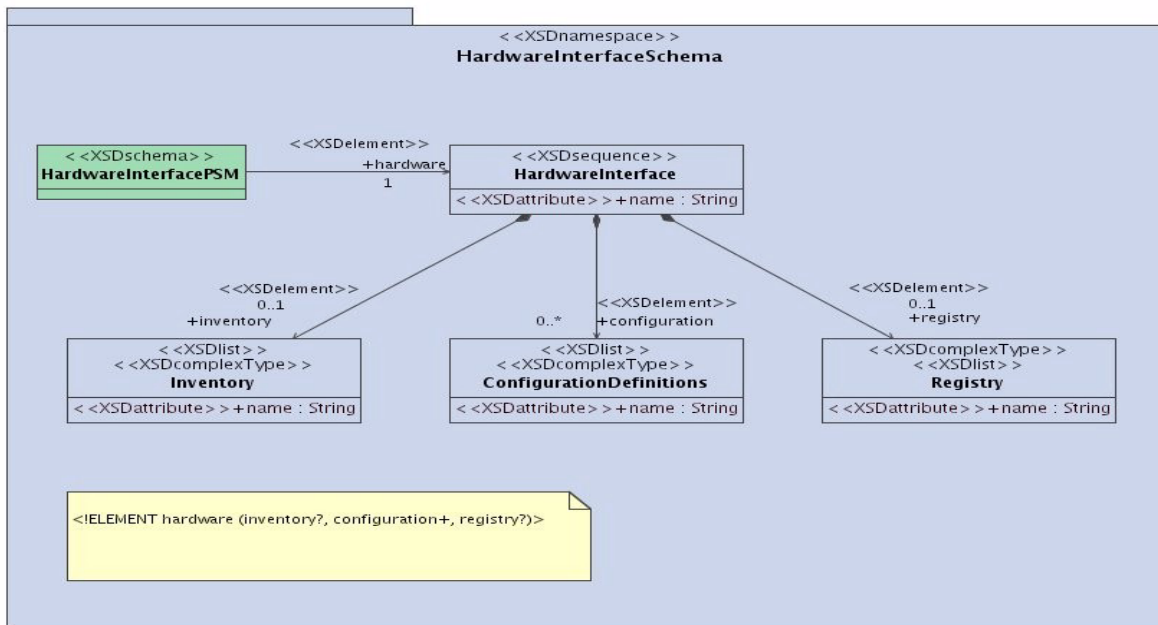 < <XSDnamespace> >
HardwareInterfaceSchema
<<XSDelement>>
+hardware
1
< <XSDschema> >
HardwareInterfacePSM
< <XSDsequence> >
HardwareInterface
< <XSDattribute> >+name : String
<<XSDelement>>
0..1
+inventory
<<XSDelement>>
0..*
+configuration
<<XSDelement>>
0..1
+registry
< <XSDlist> >
< <XSDcomplexType> >
Inventory
< <XSDattribute> >+name : String
< <XSDlist> >
< <XSDcomplexType> >
ConfigurationDefinitions
< <XSDattribute> >+name : String
< <XSDcomplexType> >
< <XSDlist> >
Registry
< <XSDattribute> >+name : String
<!ELEMENT hardware (inventory?, configuration+, registry?)>